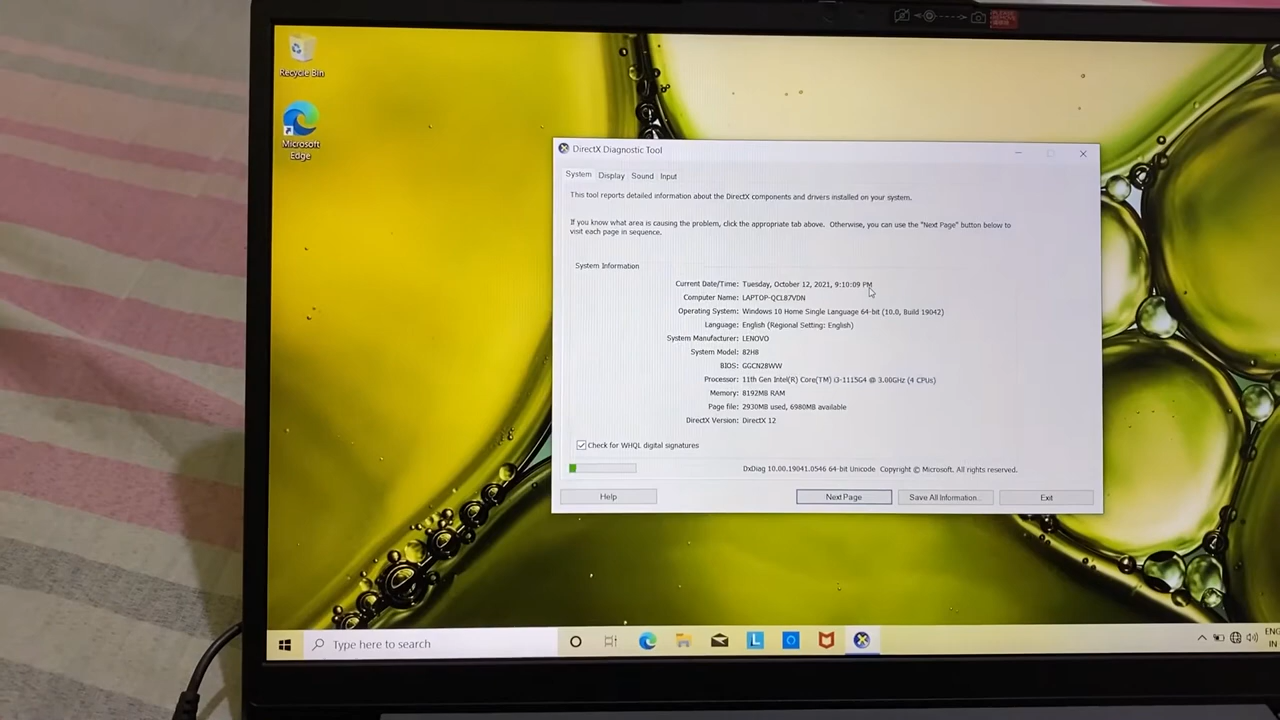 Recycle Bin
Microsoft
Edge
DirectX Diagnostic Tool
System Display Sound Input
This tool reports detailed information about the DirectX components and drivers installed on your system.
If you know what area is causing the problem, click the appropriate tab above. Otherwise, you can use the "Next Page" button below to
visit each page in sequence.
System Information
Current Date/Time: Tuesday, October 12, 2021, 9:10:09 PM
Computer Name: LAPTOP-QCL87VDN
Operating System: Windows 10 Home Single Language 64-bit (10.0, Build 19042)
Language: English (Regional Setting: English)
System Manufacturer: LENOVO
System Model: 82H8
BIOS: GGCN28WW
Processor: 11th Gen Intel(R) Core(TM) i3-1115G4 @ 3.00GHz (4 CPUs)
Memory: 8192MB RAM
Page file: 2930MB used, 6980MB available
DirectX Version: DirectX 12
Check for WHQL digital signatures
DxDiag 10.00.19041.0546 64-bit Unicode Copyright © Microsoft. All rights reserved.
Help
Next Page
Save All Information...
Exit
Type here to search
L
ENG
IN